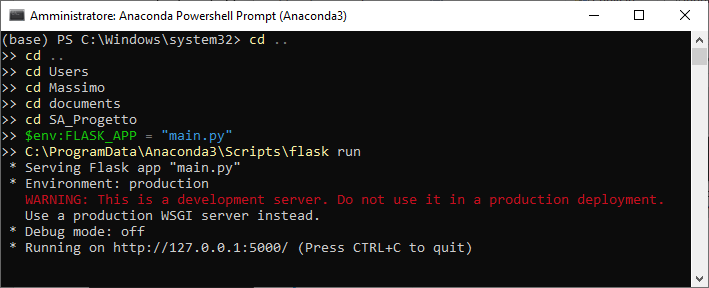 Amministratore: Anaconda Powershell Prompt (Anaconda3)
(base) PS C:\Windows\system32> cd ..
>> cd ..
>> cd Users
>> cd Massimo
>> cd documents
>> cd SA_Progetto
>> $env:FLASK_APP = "main.py"
>> C:\ProgramData\Anaconda3\Scripts\flask run
 * Serving Flask app "main.py"
 * Environment: production
   WARNING: This is a development server. Do not use it in a production deployment.
   Use a production WSGI server instead.
 * Debug mode: off
 * Running on http://127.0.0.1:5000/ (Press CTRL+C to quit)